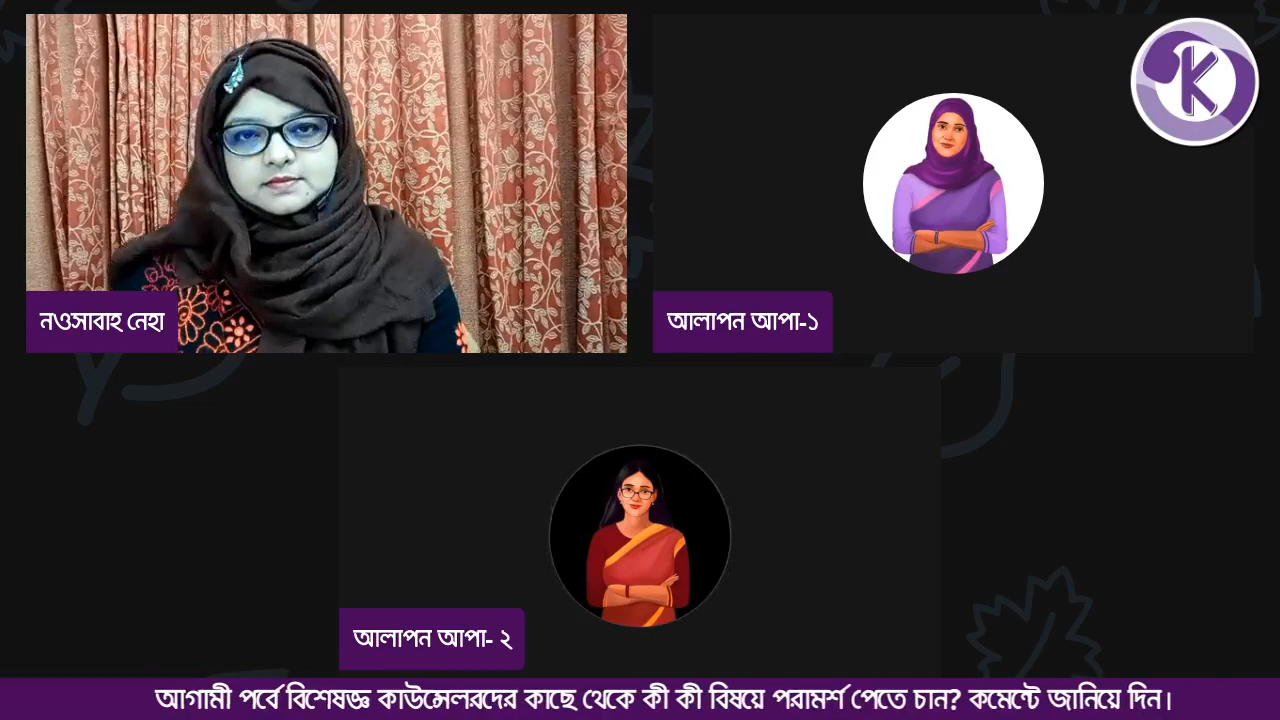 K
নওসাবাহ নেহা
আলাপন আপা-১
আলাপন আপা- ২
আগামী পর্বে বিশেষজ্ঞ কাউন্সেলরদের কাছে থেকে কী কী বিষয়ে পরামর্শ পেতে চান? কমেন্টে জানিয়ে দিন।